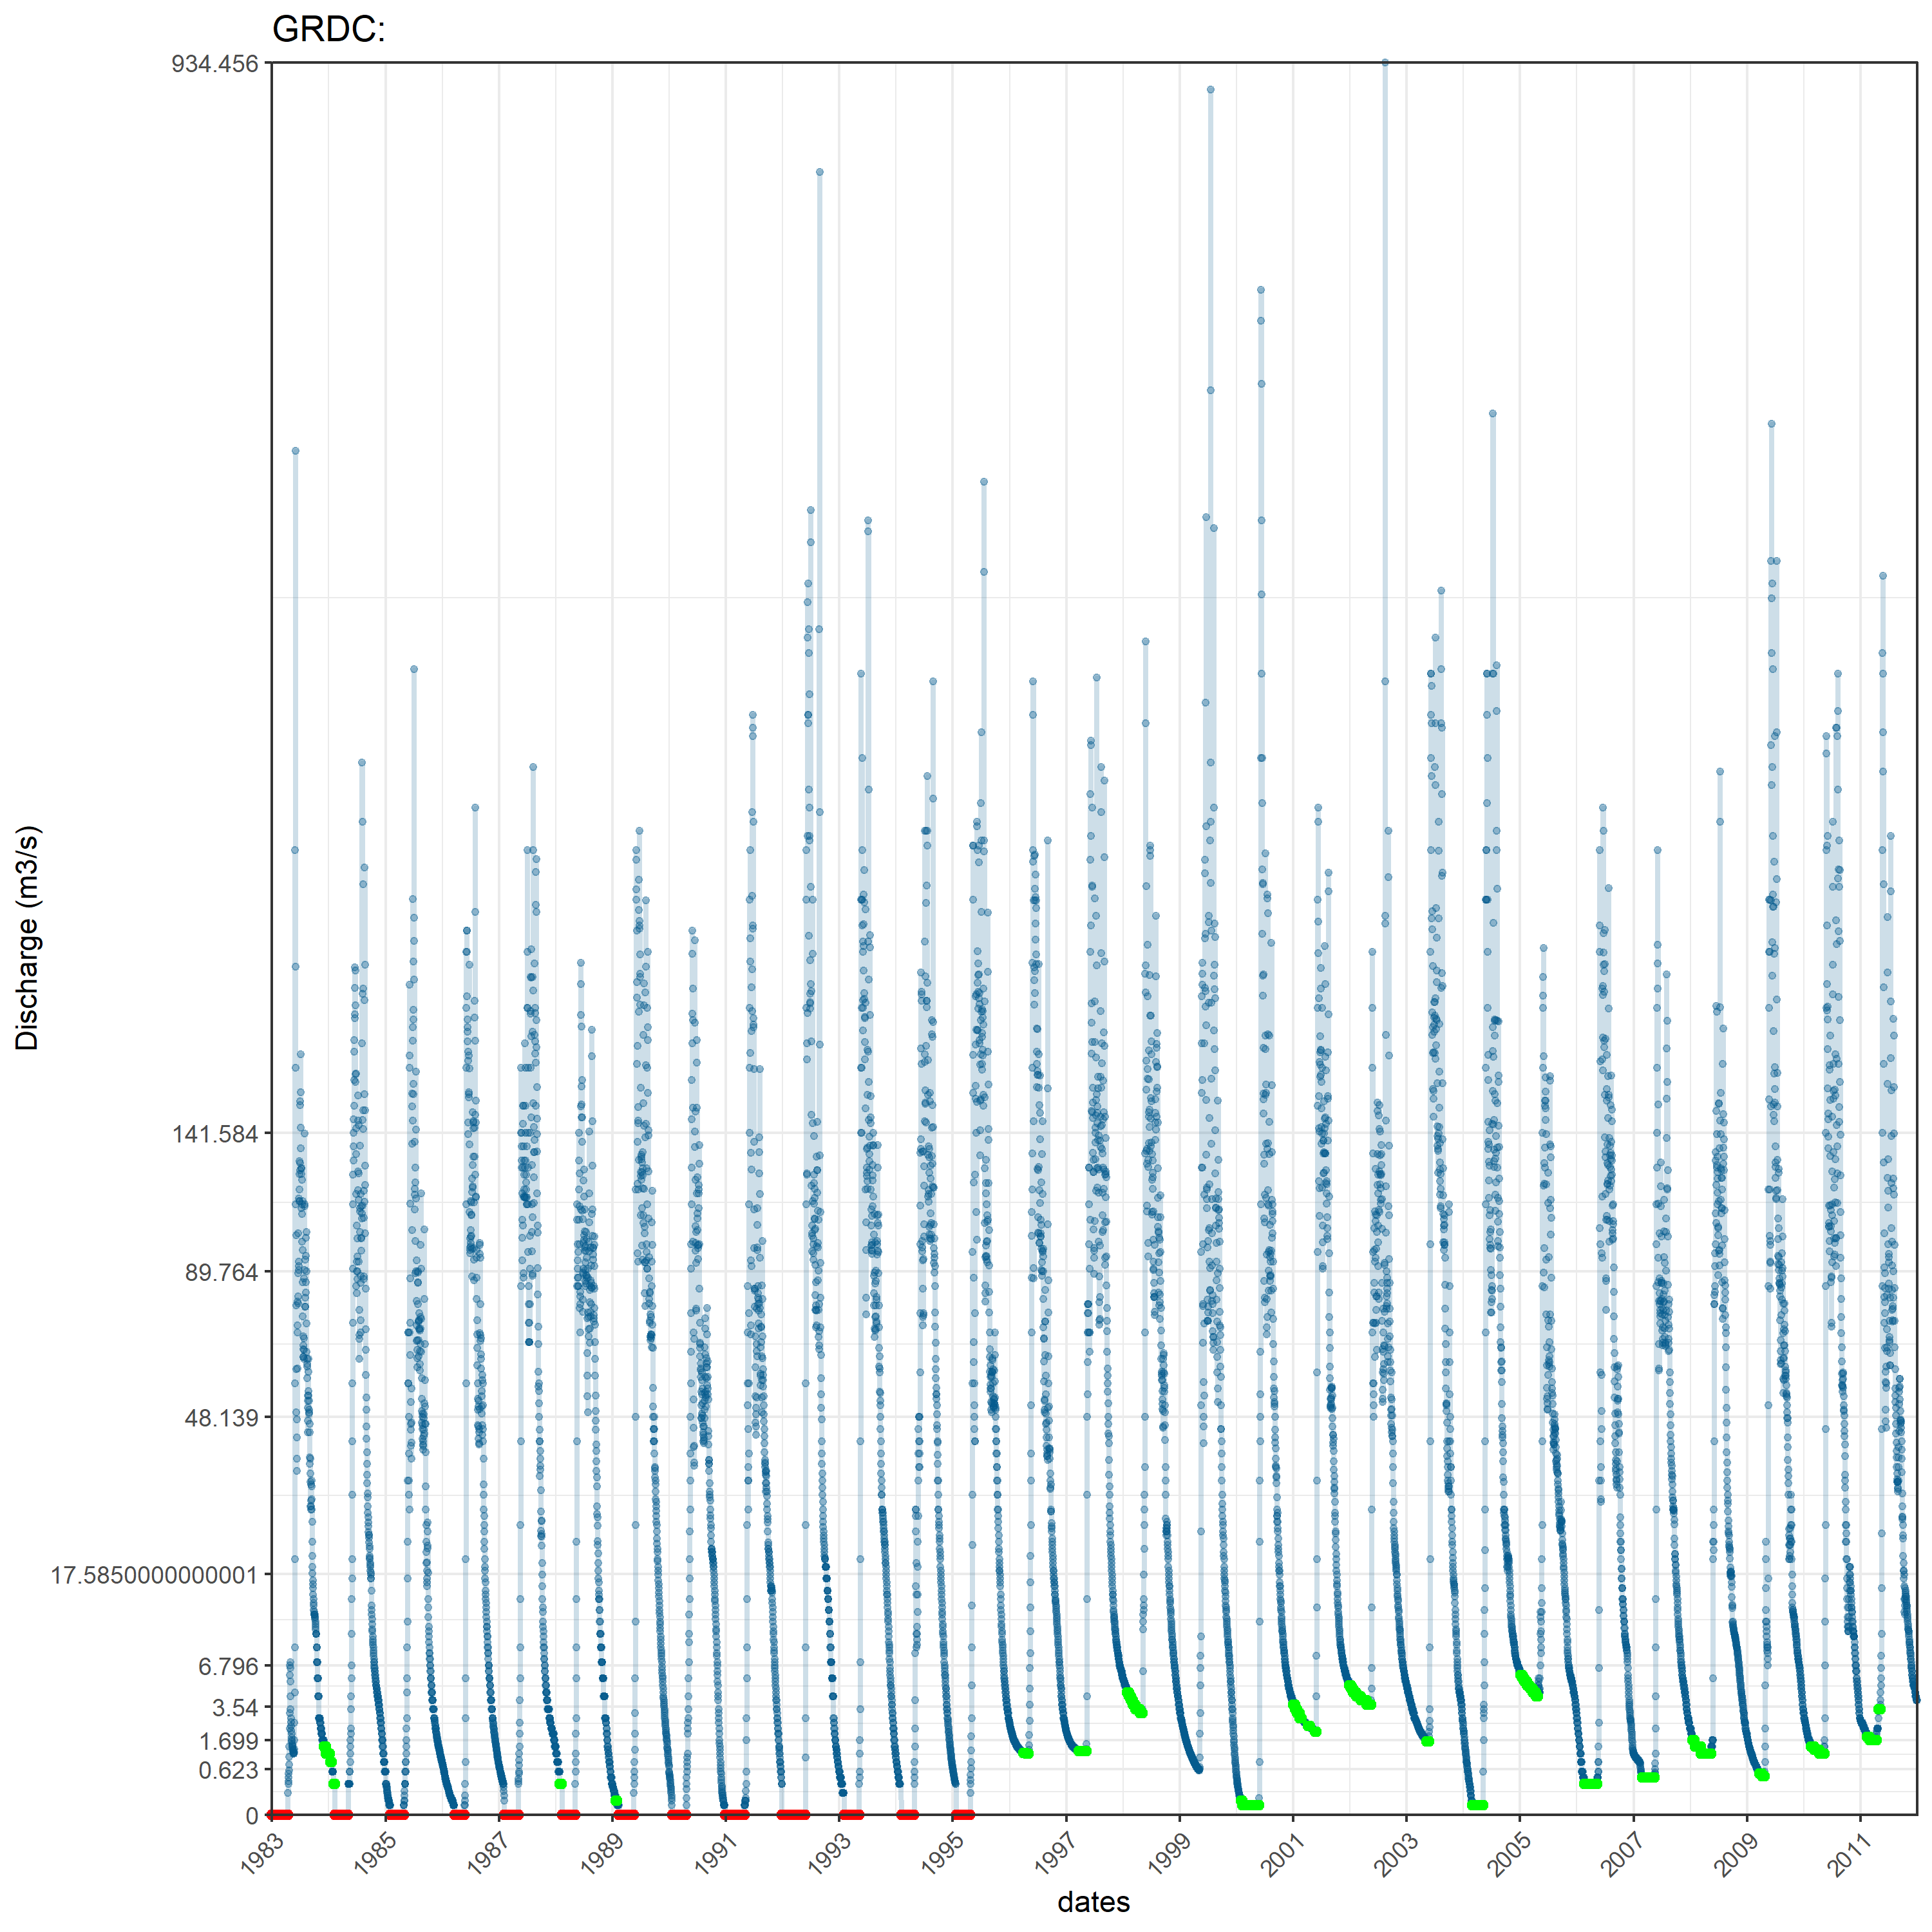 GRDC:
934.456
141.584
89.764
48.139
17.5850000000001
6.796
3.54
1.699
0.623
0
Discharge (m3/s)
1983 1985 1987 1989 1991 1993 1995 1997 1999 2001 2003 2005 2007 2009 2011
dates